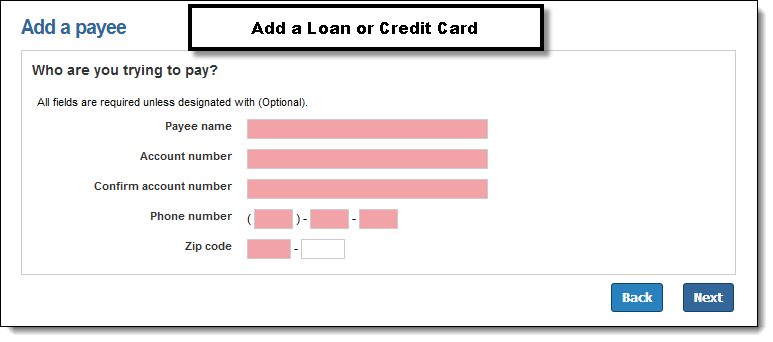 Add a payee
Add a Loan or Credit Card
Who are you trying to pay?
All fields are required unless designated with (Optional).
Payee name
Account number
Confirm account number
Phone number ( ) - -
Zip code -
Back Next